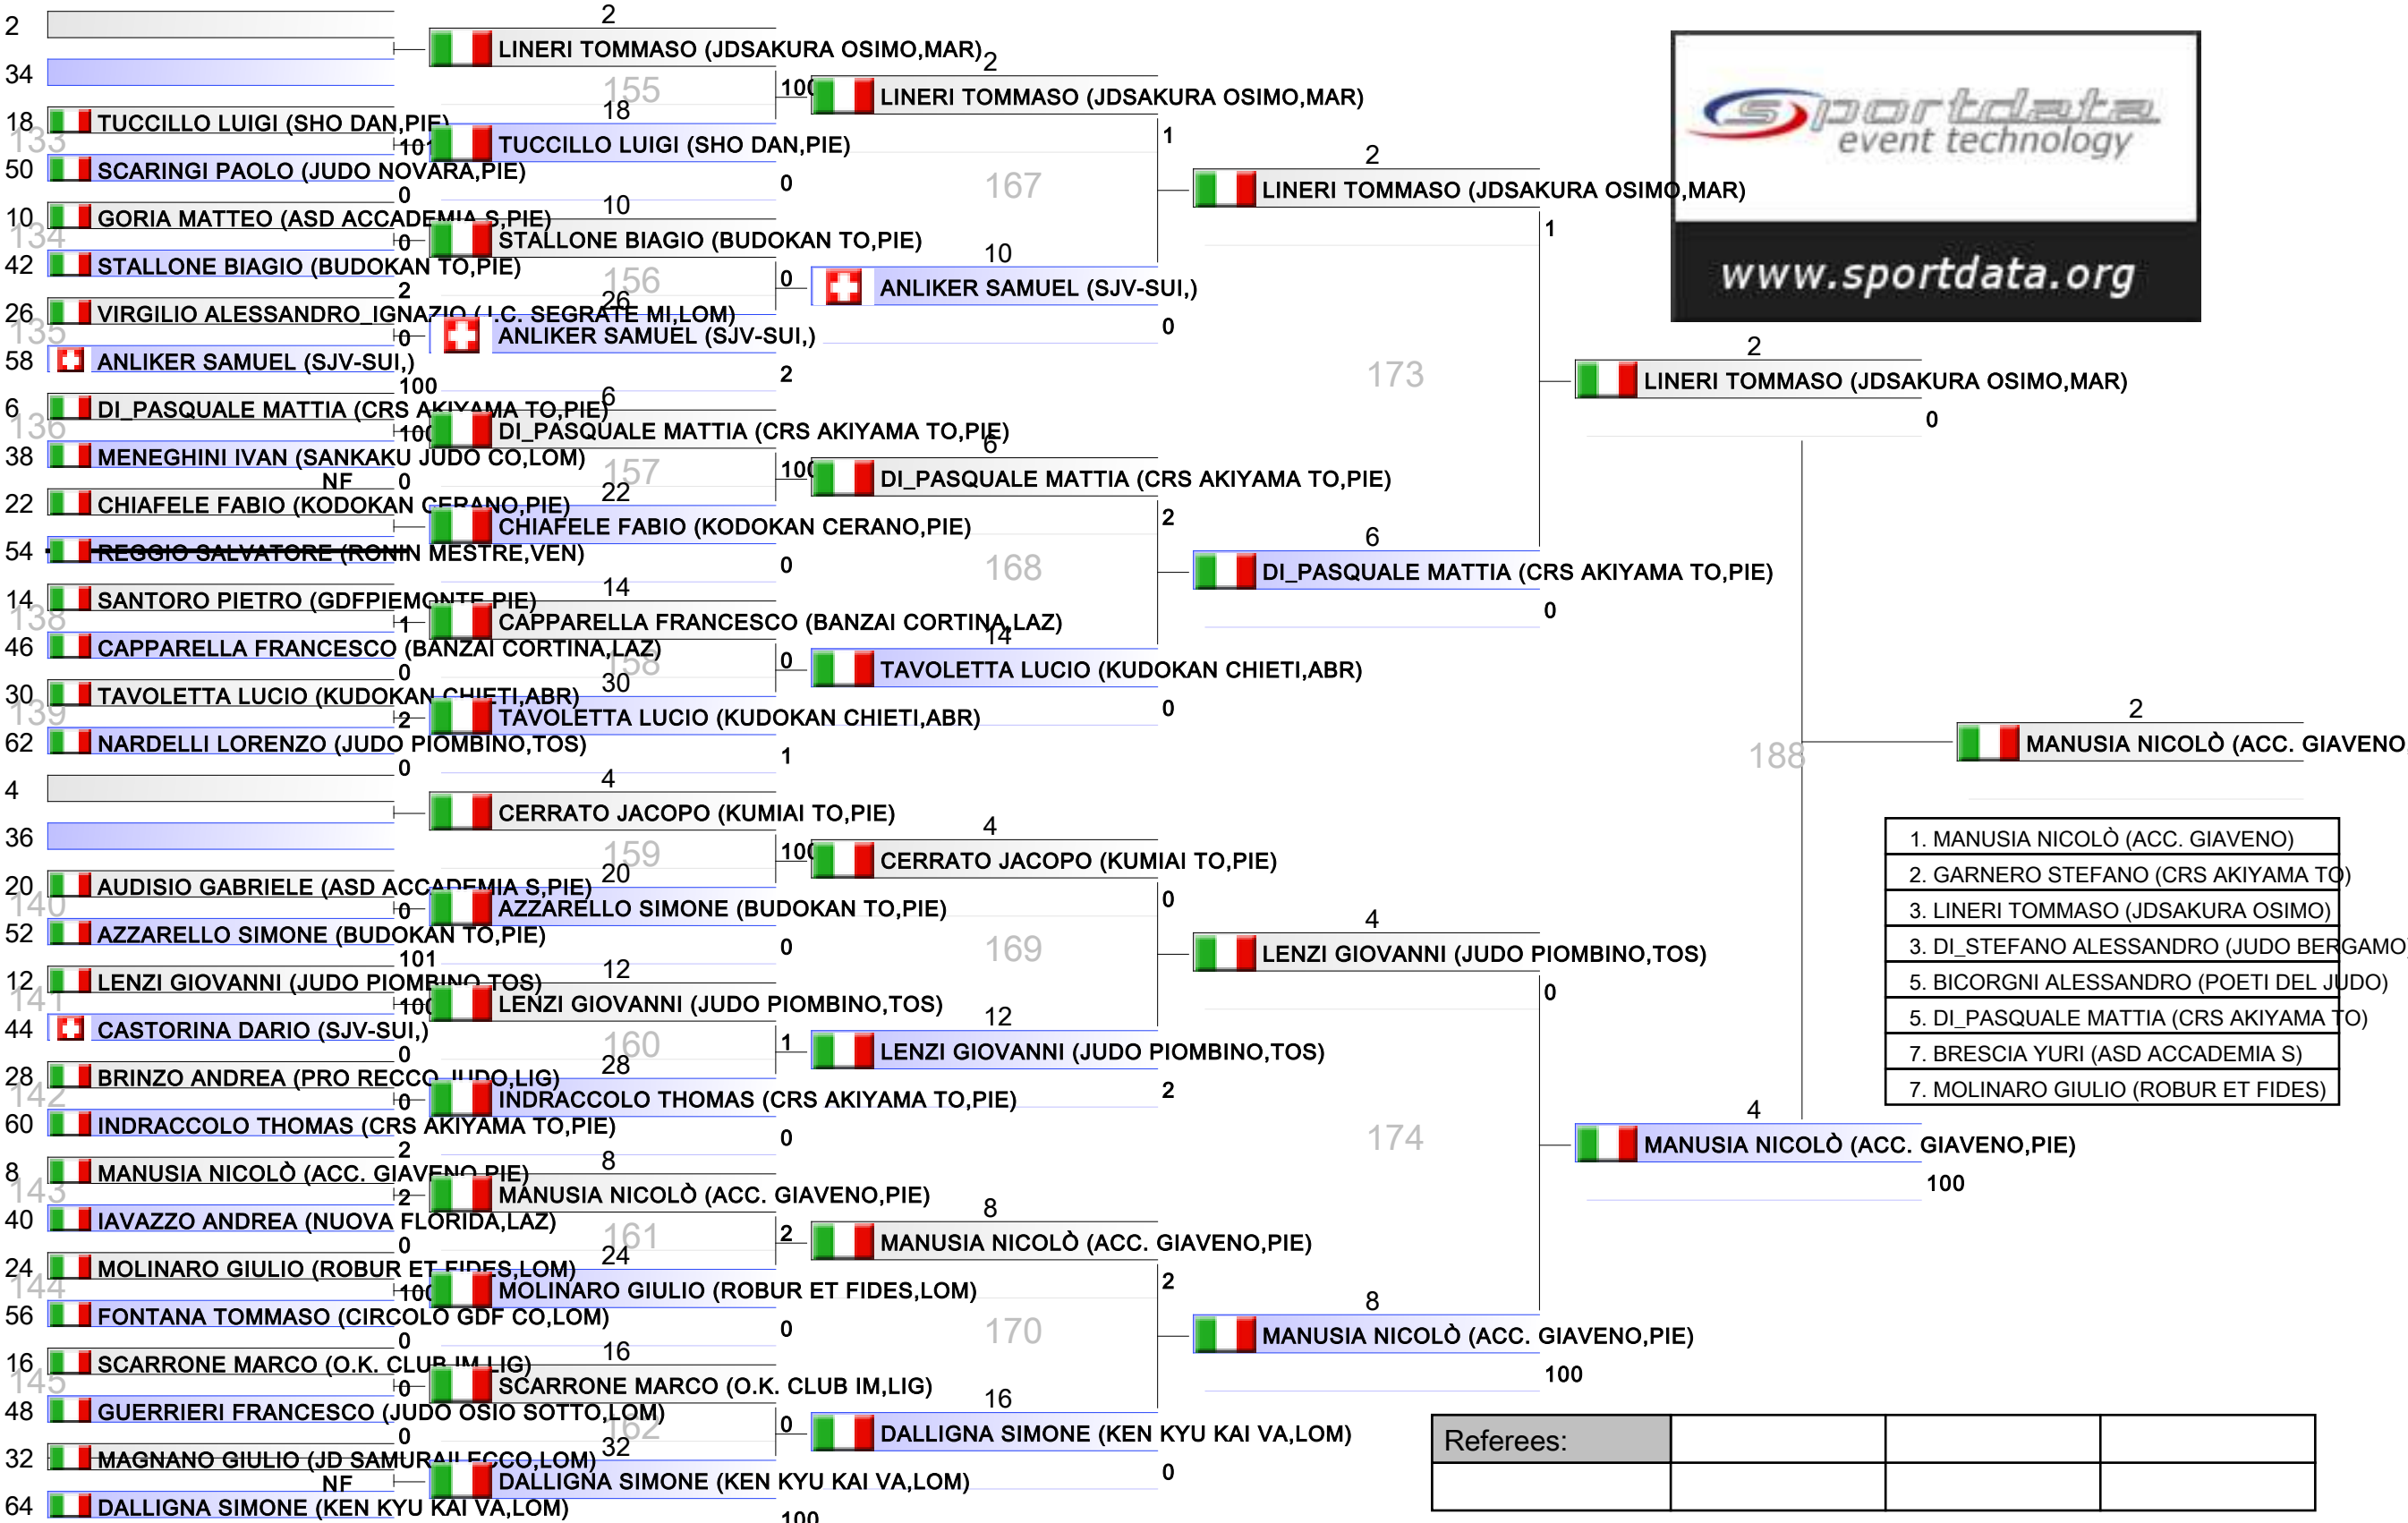 2
34
18 TUCCILLO LUIGI (SHO DAN,PIE)
133
101
50 SCARINGI PAOLO (JUDO NOVARA,PIE)
0
10 GORIA MATTEO (ASD ACCADEMIA S,PIE)
134
0
42 STALLONE BIAGIO (BUDOKAN TO,PIE)
2
26 VIRGILIO ALESSANDRO_IGNAZIO (J.C. SEGRATE MI,LOM)
135
0
58 ANLIKER SAMUEL (SJV-SUI,)
100
6 DI_PASQUALE MATTIA (CRS AKIYAMA TO,PIE)
136
100
38 MENEGHINI IVAN (SANKAKU JUDO CO,LOM)
NF 0
22 CHIAFELE FABIO (KODOKAN CERANO,PIE)
54 REGGIO SALVATORE (RONIN MESTRE,VEN)
14 SANTORO PIETRO (GDFPIEMONTE,PIE)
138
1
46 CAPPARELLA FRANCESCO (BANZAI CORTINA,LAZ)
0
30 TAVOLETTA LUCIO (KUDOKAN CHIETI,ABR)
139
2
62 NARDELLI LORENZO (JUDO PIOMBINO,TOS)
0
4
36
20 AUDISIO GABRIELE (ASD ACCADEMIA S,PIE)
140
0
52 AZZARELLO SIMONE (BUDOKAN TO,PIE)
101
12 LENZI GIOVANNI (JUDO PIOMBINO,TOS)
141
100
44 CASTORINA DARIO (SJV-SUI,)
0
28 BRINZO ANDREA (PRO RECCO JUDO,LIG)
142
0
60 INDRACCOLO THOMAS (CRS AKIYAMA TO,PIE)
2
8 MANUSIA NICOLÒ (ACC. GIAVENO,PIE)
143
2
40 IAVAZZO ANDREA (NUOVA FLORIDA,LAZ)
0
24 MOLINARO GIULIO (ROBUR ET FIDES,LOM)
144
100
56 FONTANA TOMMASO (CIRCOLO GDF CO,LOM)
0
16 SCARRONE MARCO (O.K. CLUB IM,LIG)
145
0
48 GUERRIERI FRANCESCO (JUDO OSIO SOTTO,LOM)
0
32 MAGNANO GIULIO (JD SAMURAI LECCO,LOM)
NF
64 DALLIGNA SIMONE (KEN KYU KAI VA,LOM)
2
LINERI TOMMASO (JDSAKURA OSIMO,MAR)
155
100
18
TUCCILLO LUIGI (SHO DAN,PIE)
0
10
STALLONE BIAGIO (BUDOKAN TO,PIE)
156
0
26
ANLIKER SAMUEL (SJV-SUI,)
2
6
DI_PASQUALE MATTIA (CRS AKIYAMA TO,PIE)
157
100
22
CHIAFELE FABIO (KODOKAN CERANO,PIE)
0
14
CAPPARELLA FRANCESCO (BANZAI CORTINA,LAZ)
158
0
30
TAVOLETTA LUCIO (KUDOKAN CHIETI,ABR)
1
4
CERRATO JACOPO (KUMIAI TO,PIE)
159
100
20
AZZARELLO SIMONE (BUDOKAN TO,PIE)
0
12
LENZI GIOVANNI (JUDO PIOMBINO,TOS)
160
1
28
INDRACCOLO THOMAS (CRS AKIYAMA TO,PIE)
0
8
MANUSIA NICOLÒ (ACC. GIAVENO,PIE)
161
2
24
MOLINARO GIULIO (ROBUR ET FIDES,LOM)
0
16
SCARRONE MARCO (O.K. CLUB IM,LIG)
162
0
32
DALLIGNA SIMONE (KEN KYU KAI VA,LOM)
100
2
LINERI TOMMASO (JDSAKURA OSIMO,MAR)
1
167
10
ANLIKER SAMUEL (SJV-SUI,)
0
6
DI_PASQUALE MATTIA (CRS AKIYAMA TO,PIE)
2
168
14
TAVOLETTA LUCIO (KUDOKAN CHIETI,ABR)
0
4
CERRATO JACOPO (KUMIAI TO,PIE)
0
169
12
LENZI GIOVANNI (JUDO PIOMBINO,TOS)
2
8
MANUSIA NICOLÒ (ACC. GIAVENO,PIE)
2
170
16
DALLIGNA SIMONE (KEN KYU KAI VA,LOM)
0
2
LINERI TOMMASO (JDSAKURA OSIMO,MAR)
1
173
6
DI_PASQUALE MATTIA (CRS AKIYAMA TO,PIE)
0
4
LENZI GIOVANNI (JUDO PIOMBINO,TOS)
0
174
8
MANUSIA NICOLÒ (ACC. GIAVENO,PIE)
100
2
LINERI TOMMASO (JDSAKURA OSIMO,MAR)
0
188
4
MANUSIA NICOLÒ (ACC. GIAVENO,PIE)
100
2
MANUSIA NICOLÒ (ACC. GIAVENO
sportdata
event technology
www.sportdata.org
1. MANUSIA NICOLÒ (ACC. GIAVENO)
2. GARNERO STEFANO (CRS AKIYAMA TO)
3. LINERI TOMMASO (JDSAKURA OSIMO)
3. DI_STEFANO ALESSANDRO (JUDO BERGAMO)
5. BICORGNI ALESSANDRO (POETI DEL JUDO)
5. DI_PASQUALE MATTIA (CRS AKIYAMA TO)
7. BRESCIA YURI (ASD ACCADEMIA S)
7. MOLINARO GIULIO (ROBUR ET FIDES)
Referees: